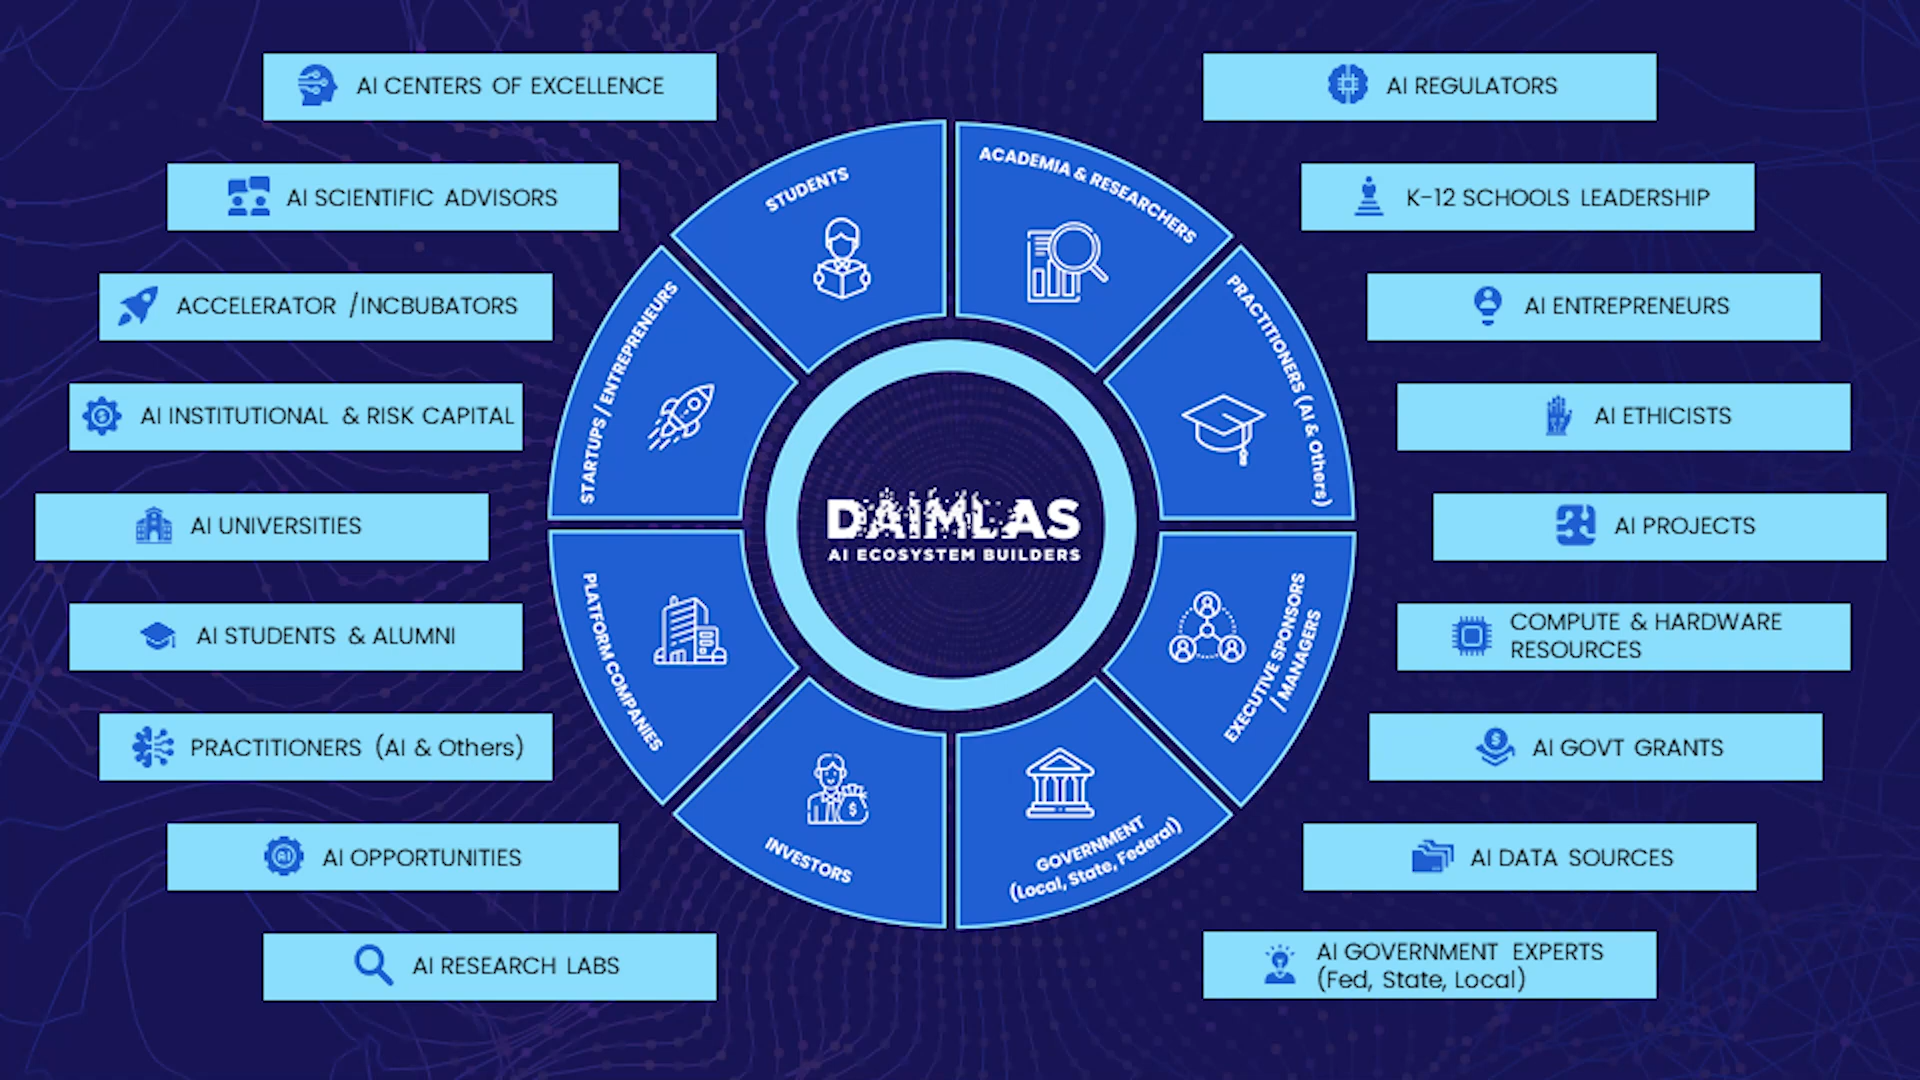 AI CENTERS OF EXCELLENCE
AI SCIENTIFIC ADVISORS
ACCELERATOR /INCBUBATORS
AI INSTITUTIONAL & RISK CAPITAL
AI UNIVERSITIES
AI STUDENTS & ALUMNI
PRACTITIONERS (AI & Others)
AI OPPORTUNITIES
AI RESEARCH LABS
STUDENTS
ACADEMIA & RESEARCHERS
PRACTITIONERS (AI & Others)
EXECUTIVE SPONSORS
/ MANAGERS
GOVERNMENT
(Local, State, Federal)
INVESTORS
PLATFORM COMPANIES
STARTUPS / ENTREPRENEURS
DAIMLAS
AI ECOSYSTEM BUILDERS
AI REGULATORS
K-12 SCHOOLS LEADERSHIP
AI ENTREPRENEURS
AI ETHICISTS
AI PROJECTS
COMPUTE & HARDWARE
RESOURCES
AI GOVT GRANTS
AI DATA SOURCES
AI GOVERNMENT EXPERTS
(Fed, State, Local)